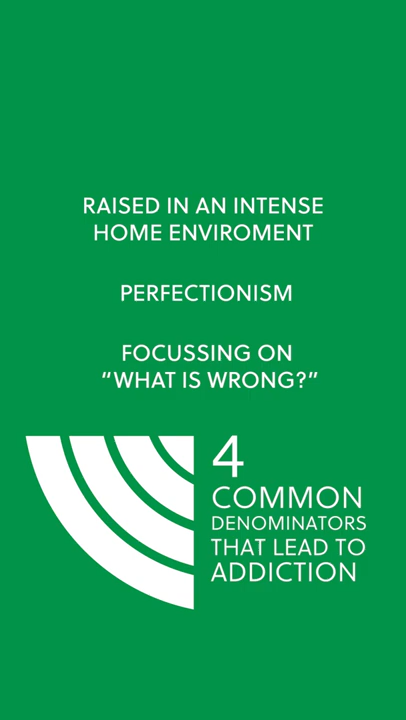 RAISED IN AN INTENSE
HOME ENVIROMENT
PERFECTIONISM
FOCUSSING ON
“WHAT IS WRONG?”
4
COMMON
DENOMINATORS
THAT LEAD TO
ADDICTION